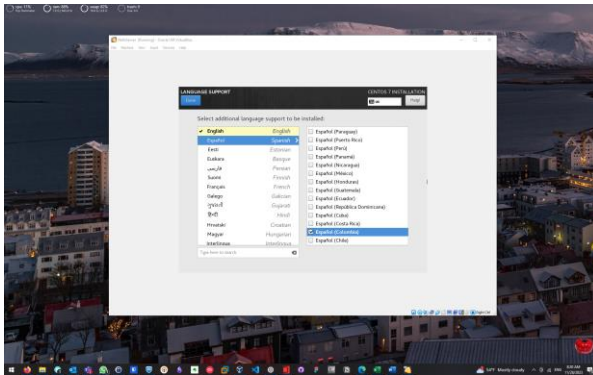 LANGUAGE SUPPORT
CENTOS 7 INSTALLATION
Done
Help!
Select additional language support to be installed:
✔ English English
Español Spanish
Eesti Estonian
Euskara Basque
فارسی Persian
Suomi Finnish
Français French
Galego Galician
ગુજરાતી Gujarati
हिन्दी Hindi
Hrvatski Croatian
Magyar Hungarian
Interlingua Interlingua
Type here to search.
Español (Paraguay)
Español (Puerto Rico)
Español (Perú)
Español (Panamá)
Español (Nicaragua)
Español (México)
Español (Honduras)
Español (Guatemala)
Español (Ecuador)
Español (República Dominicana)
Español (Cuba)
Español (Costa Rica)
Español (Colombia)
Español (Chile)
54°F Mostly cloudy